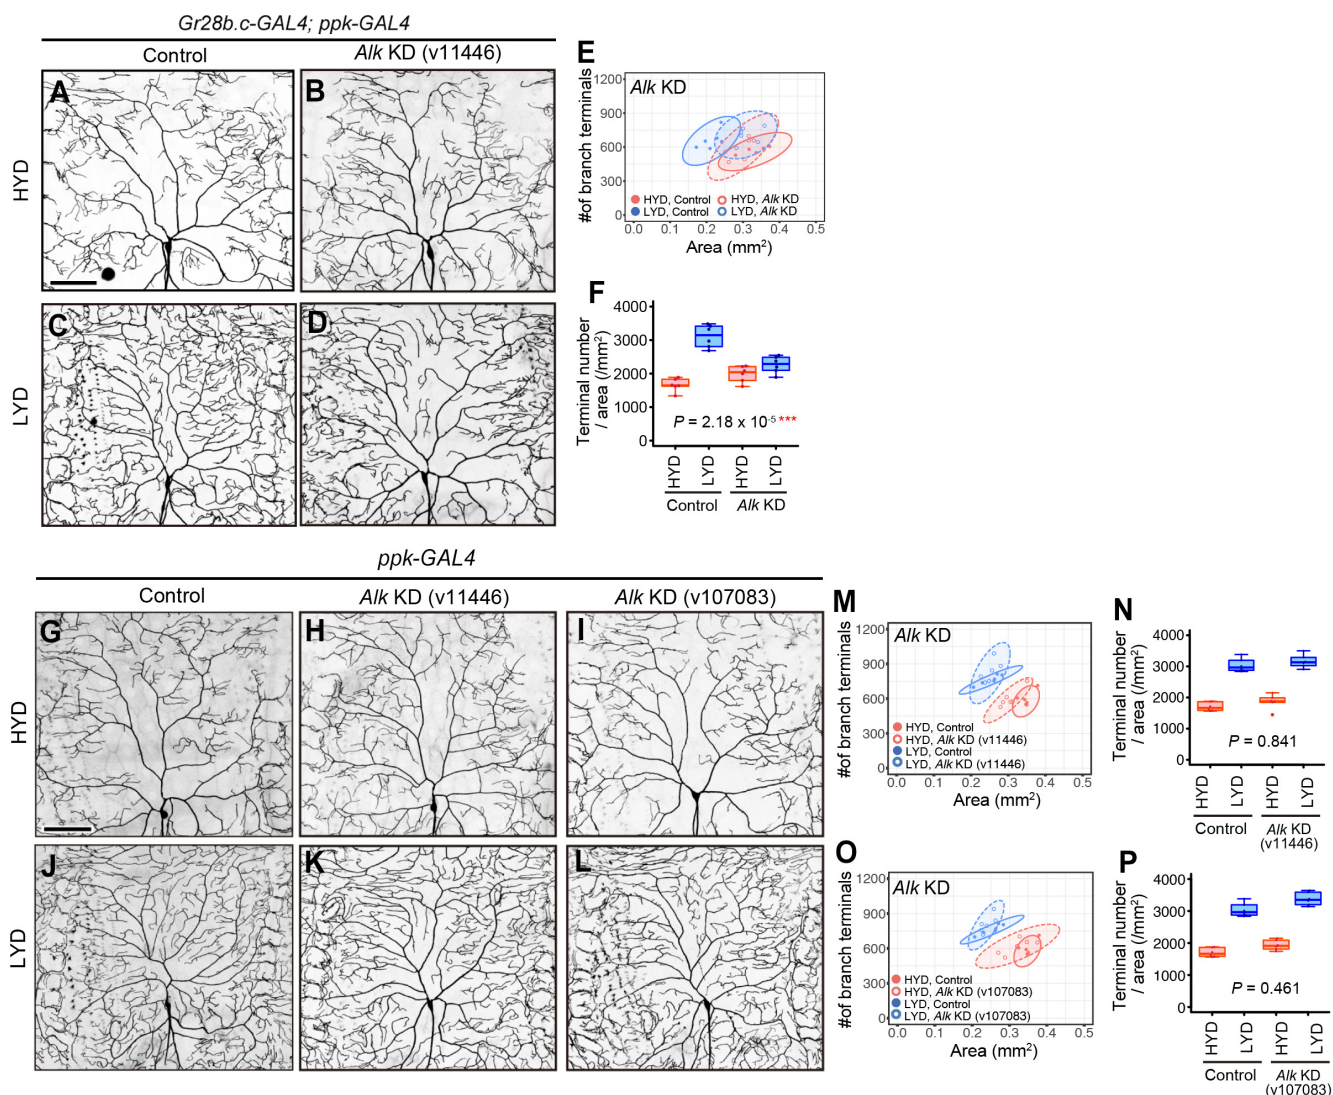 Gr28b.c-GAL4; ppk-GAL4
Control
Alk KD (v11446)
HYD
LYD
A
B
C
D
E
#of branch terminals
1200
900
600
300
0
Alk KD
HYD, Control
HYD, Alk KD
LYD, Control
LYD, Alk KD
0.0 0.1 0.2 0.3 0.4 0.5
Area (mm2)
F
Terminal number
/ area (/mm2)
4000
3000
2000
1000
0
P = 2.18 x 10-5 ***
HYD
LYD
HYD
LYD
Control
Alk KD
ppk-GAL4
Control
Alk KD (v11446)
Alk KD (v107083)
HYD
LYD
G
H
I
J
K
L
M
#of branch terminals
1200
900
600
300
0
Alk KD
HYD, Control
HYD, Alk KD (v11446)
LYD, Control
LYD, Alk KD (v11446)
0.0 0.1 0.2 0.3 0.4 0.5
Area (mm2)
N
Terminal number
/ area (/mm2)
4000
3000
2000
1000
0
P = 0.841
HYD
LYD
HYD
LYD
Control
Alk KD
(v11446)
O
#of branch terminals
1200
900
600
300
0
Alk KD
HYD, Control
HYD, Alk KD (v107083)
LYD, Control
LYD, Alk KD (v107083)
0.0 0.1 0.2 0.3 0.4 0.5
Area (mm2)
P
Terminal number
/ area (/mm2)
4000
3000
2000
1000
0
P = 0.461
HYD
LYD
HYD
LYD
Control
Alk KD
(v107083)